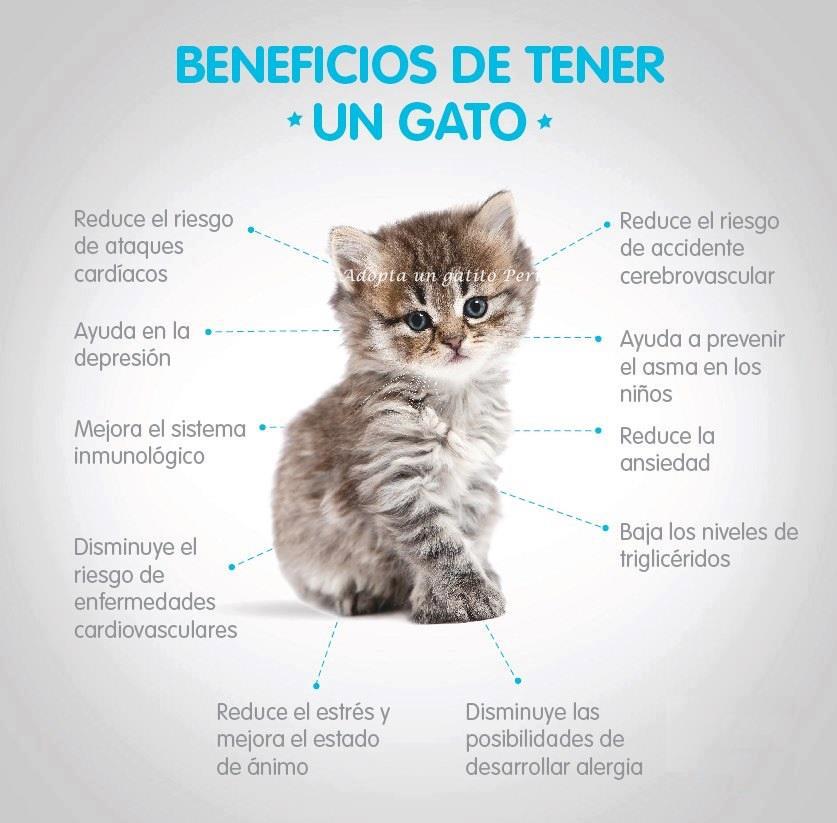 BENEFICIOS DE TENER
UN GATO
Reduce el riesgo
de ataques
cardíacos
Ayuda en la
depresión
Mejora el sistema
inmunológico
Disminuye el
riesgo de
enfermedades
cardiovasculares
Reduce el estrés y
mejora el estado
de ánimo
Adopta un gatito Perú
Reduce el riesgo
de accidente
cerebrovascular
Ayuda a prevenir
el asma en los
niños
Reduce la
ansiedad
Baja los niveles de
triglicéridos
Disminuye las
posibilidades de
desarrollar alergia